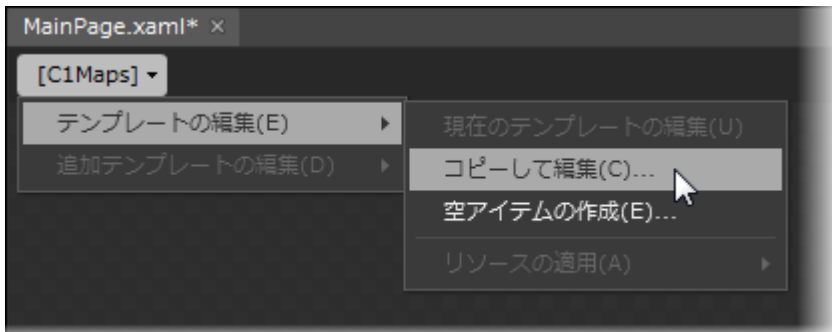 MainPage.xaml* ×
[C1Maps]
テンプレートの編集(E)
追加テンプレートの編集(D)
現在のテンプレートの編集(U)
コピーして編集(C)...
空アイテムの作成(E)...
リソースの適用(A)